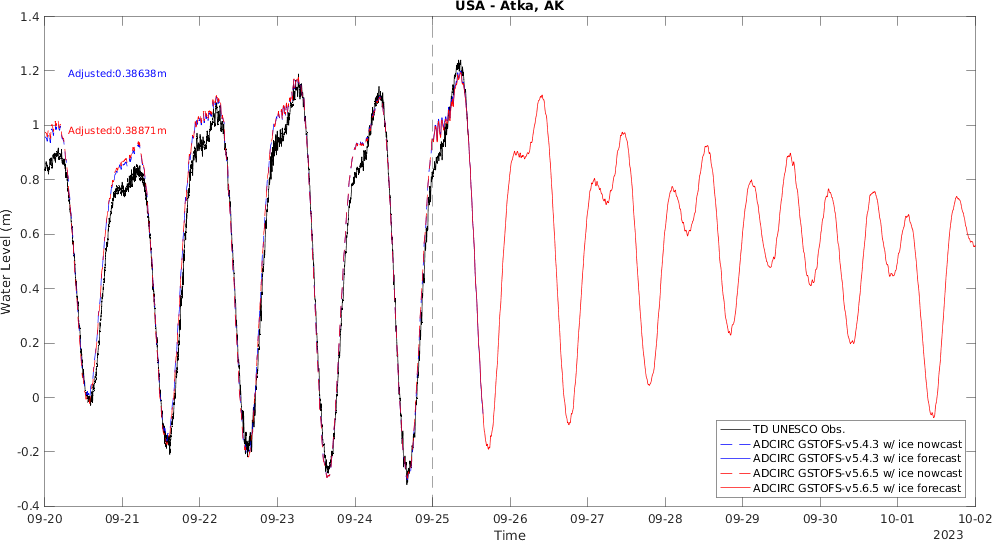 USA - Atka, AK
1.4
1.2
1
0.8
0.6
0.4
0.2
0
-0.2
-0.4
Water Level (m)
Adjusted:0.38638m
Adjusted:0.38871m
TD UNESCO Obs.
ADCIRC GSTOFS-v5.4.3 w/ ice nowcast
ADCIRC GSTOFS-v5.4.3 w/ ice forecast
ADCIRC GSTOFS-v5.6.5 w/ ice nowcast
ADCIRC GSTOFS-v5.6.5 w/ ice forecast
09-20 09-21 09-22 09-23 09-24 09-25 09-26 09-27 09-28 09-29 09-30 10-01 10-02
Time
2023